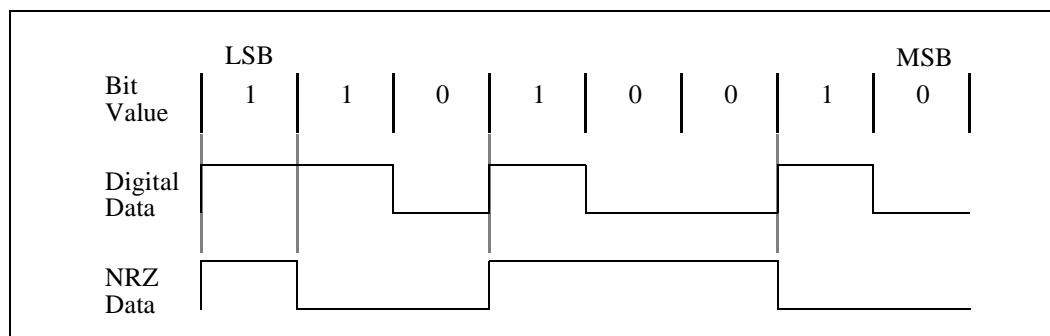 LSB MSB
Bit
Value 1 1 0 1 0 0 1 0
Digital
Data
NRZ
Data